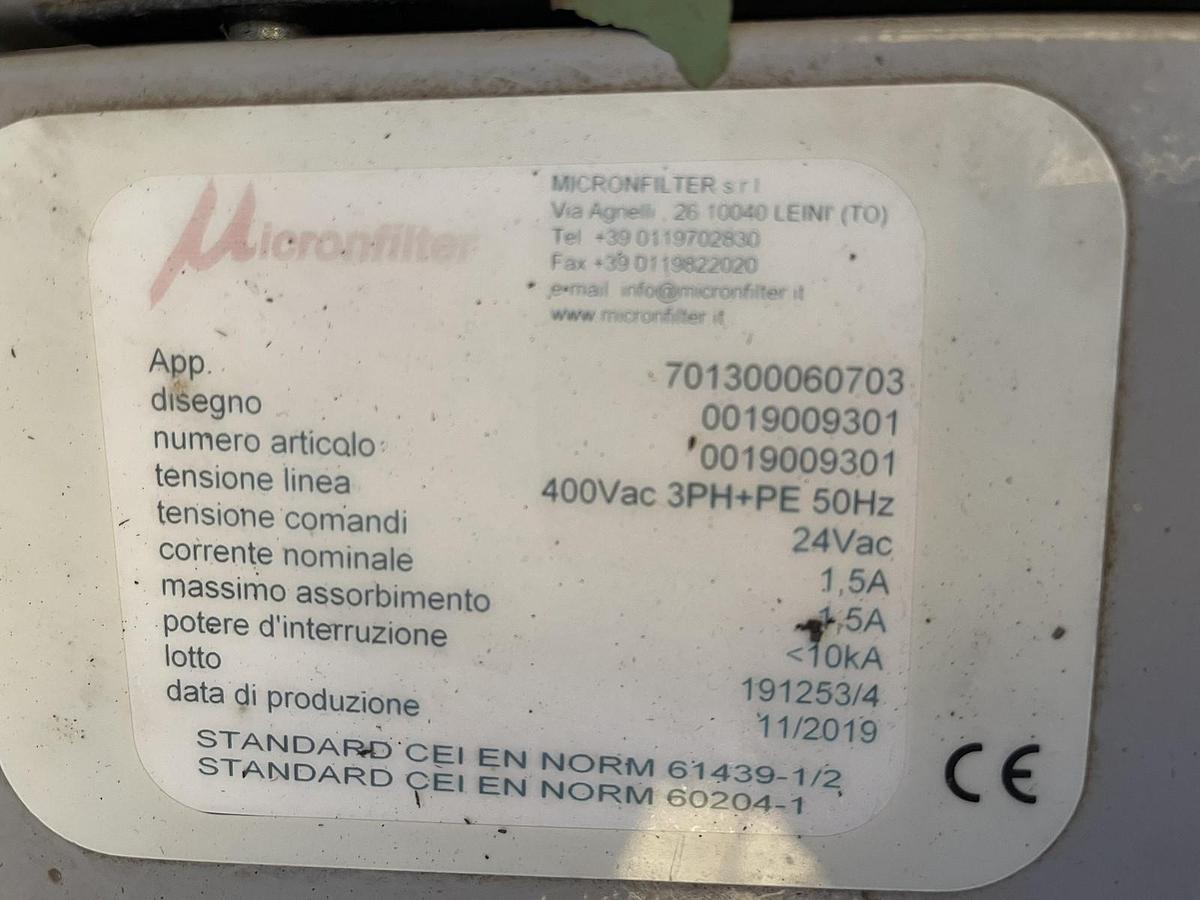 Micronfilter
MICRONFILTER s r l
Via Agnelli , 26 10040 LEINI' (TO)
Tel +39 0119702830
Fax +39 0119822020
e-mail info@micronfilter it
www micronfilter it
App. 701300060703
disegno 0019009301
numero articolo 0019009301
tensione linea 400Vac 3PH+PE 50Hz
tensione comandi 24Vac
corrente nominale 1,5A
massimo assorbimento 1,5A
potere d'interruzione <10kA
lotto 191253/4
data di produzione 11/2019
STANDARD CEI EN NORM 61439-1/2
STANDARD CEI EN NORM 60204-1
CE